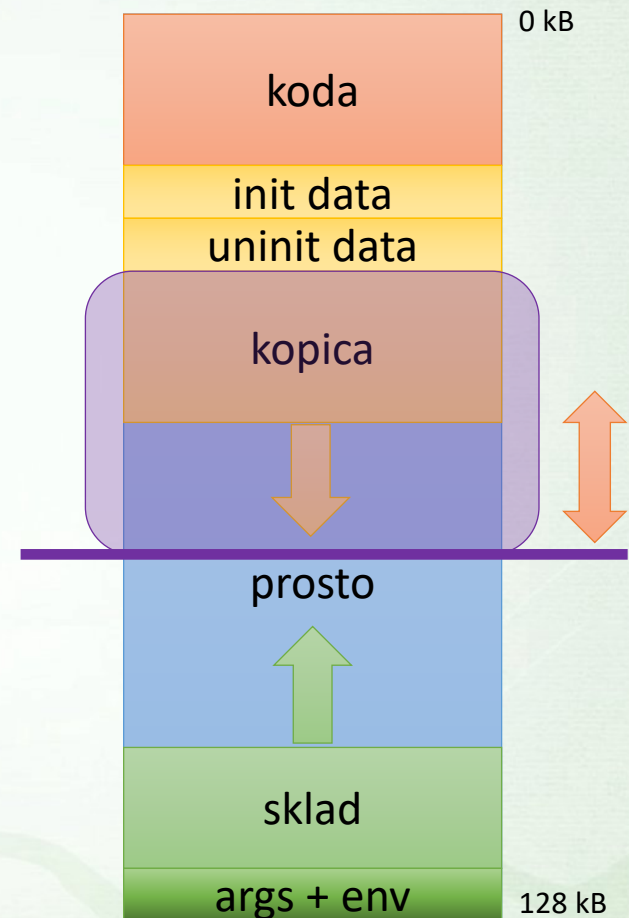 0 kB
koda
init data
uninit data
kopica
prosto
sklad
args + env
128 kB